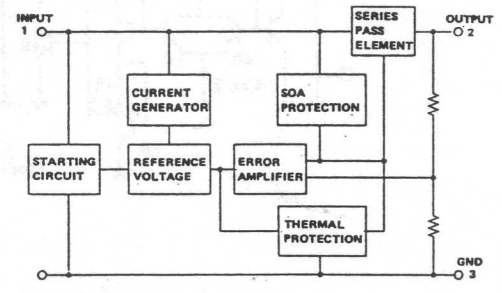 INPUT
1
SERIES
PASS
ELEMENT
OUTPUT
2
CURRENT
GENERATOR
SOA
PROTECTION
STARTING
CIRCUIT
REFERENCE
VOLTAGE
ERROR
AMPLIFIER
THERMAL
PROTECTION
GND
3